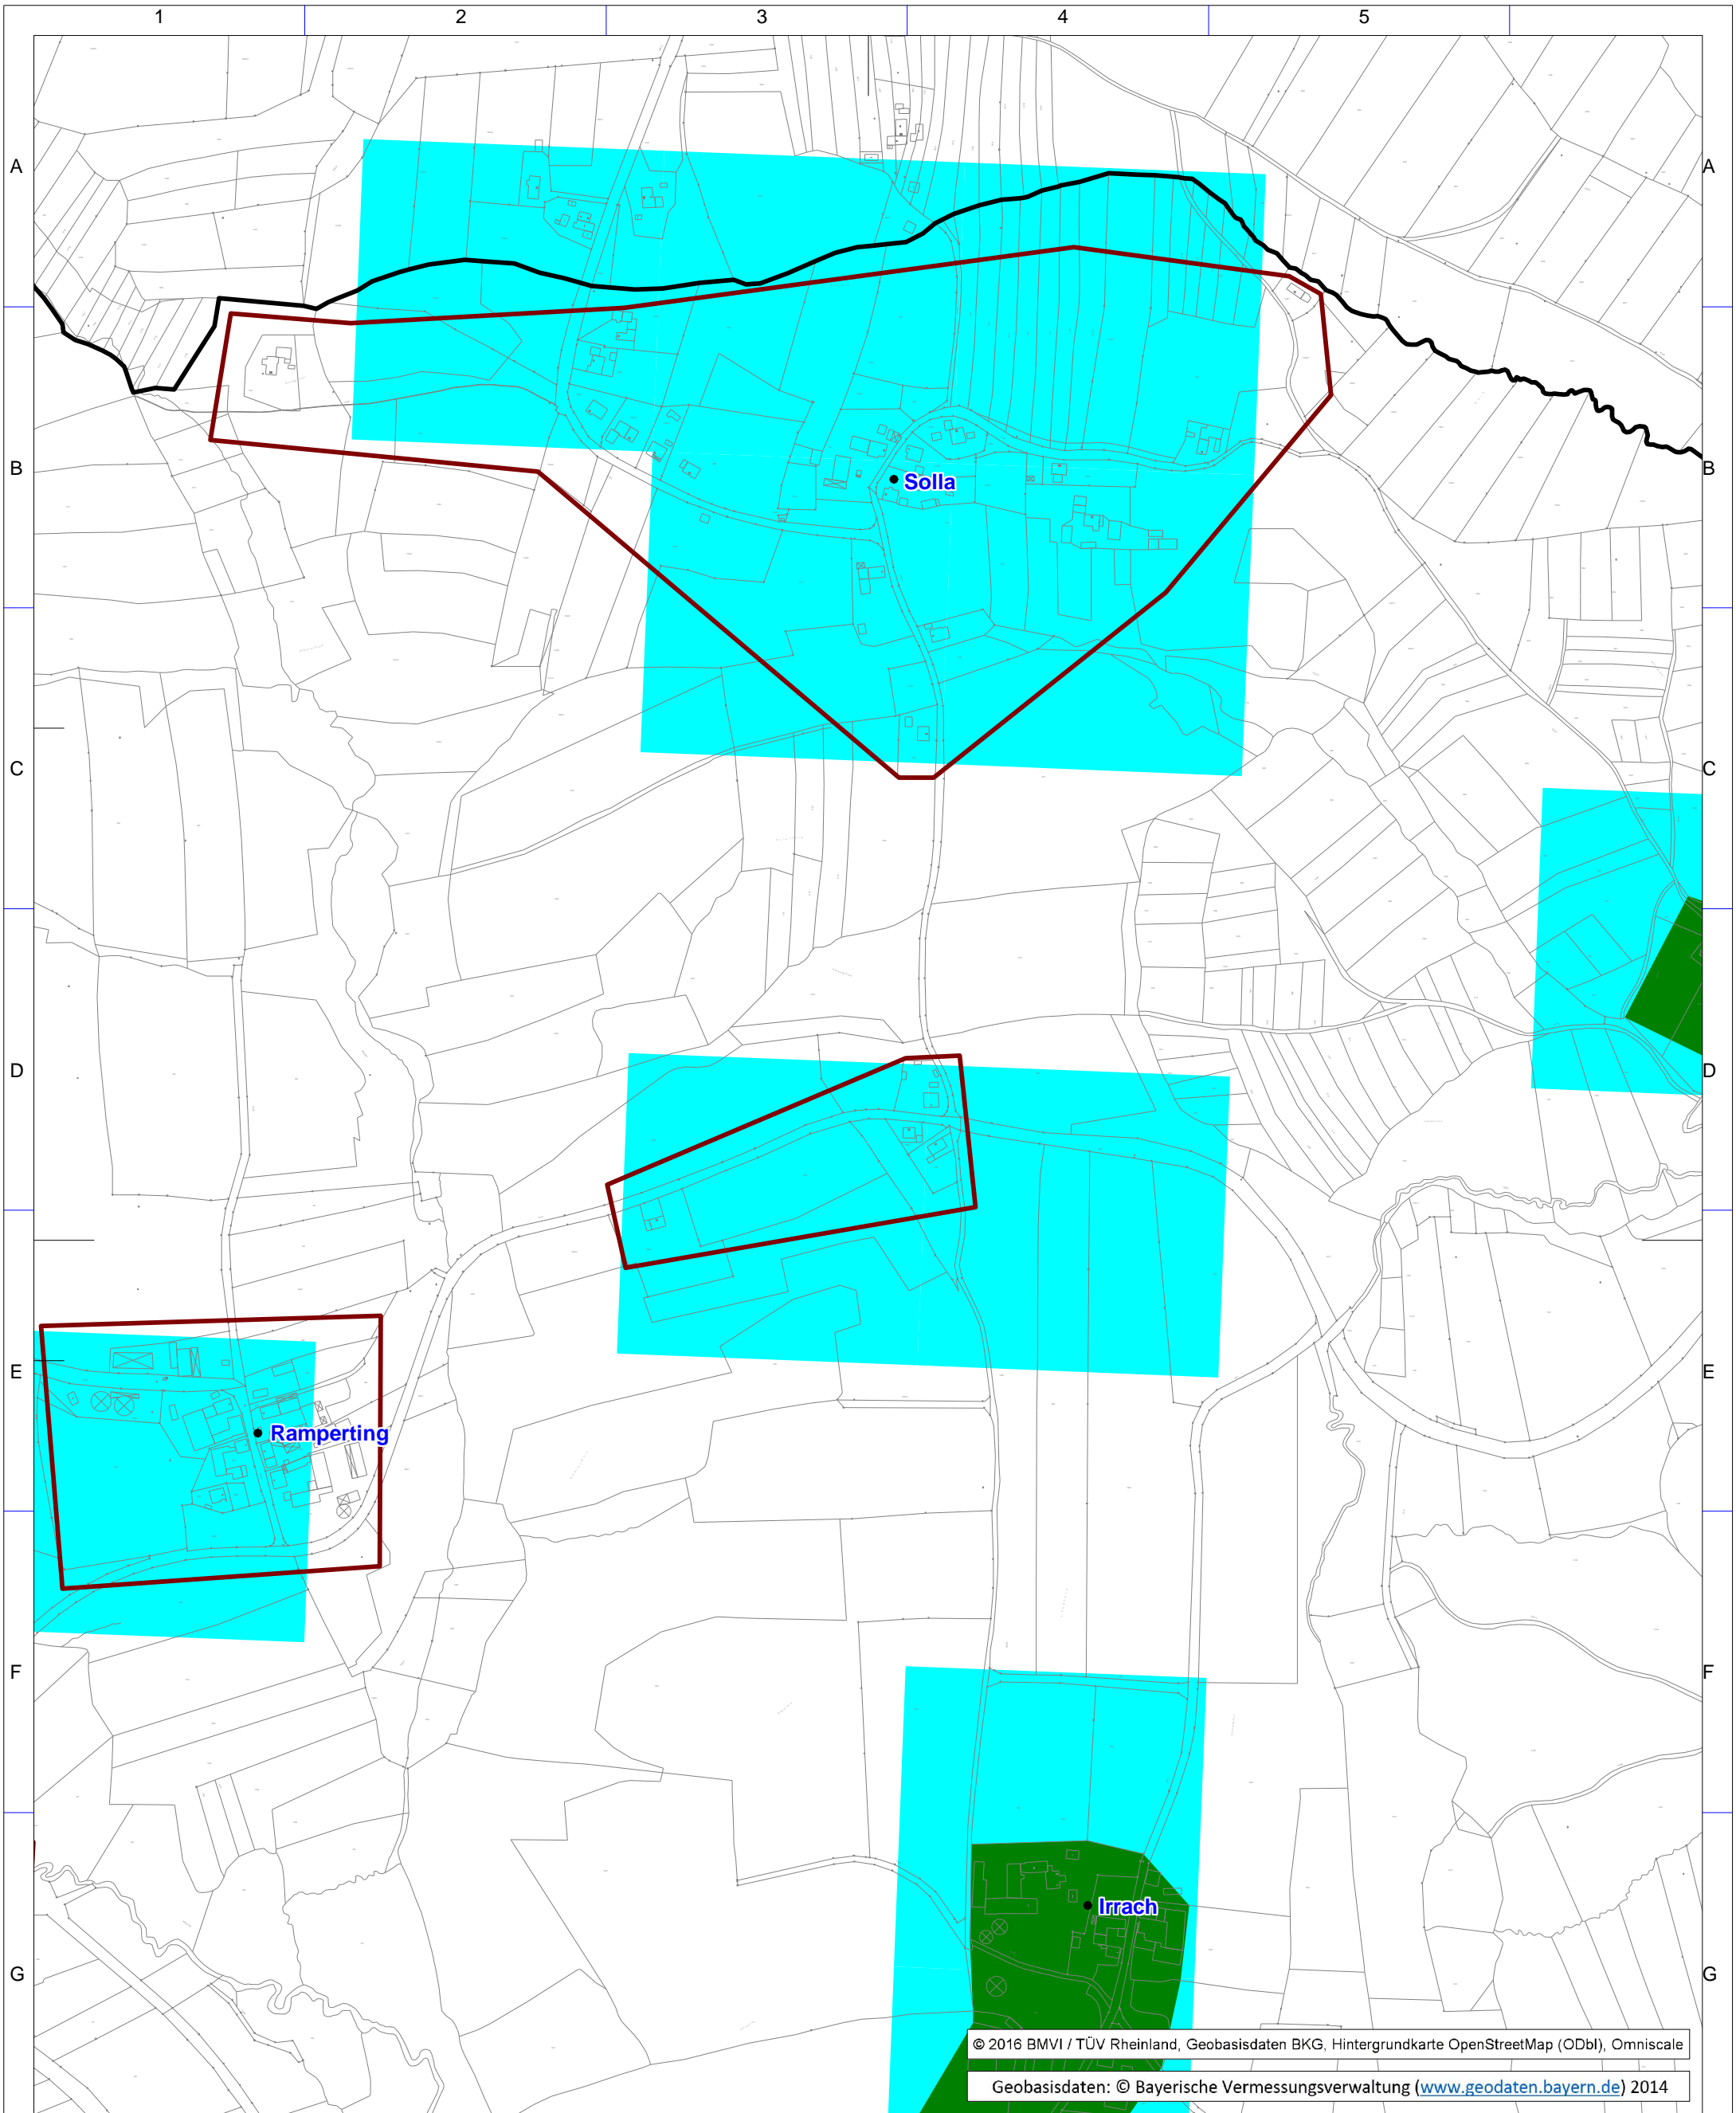 1 2 3 4 5
A A
B B
Solla
C C
D D
E E
Ramperting
F F
Irrach
G G
© 2016 BMVI / TÜV Rheinland, Geobasisdaten BKG, Hintergrundkarte OpenStreetMap (ODbl), Omniscale
Geobasisdaten: © Bayerische Vermessungsverwaltung (www.geodaten.bayern.de) 2014